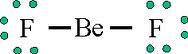 F — Be — F